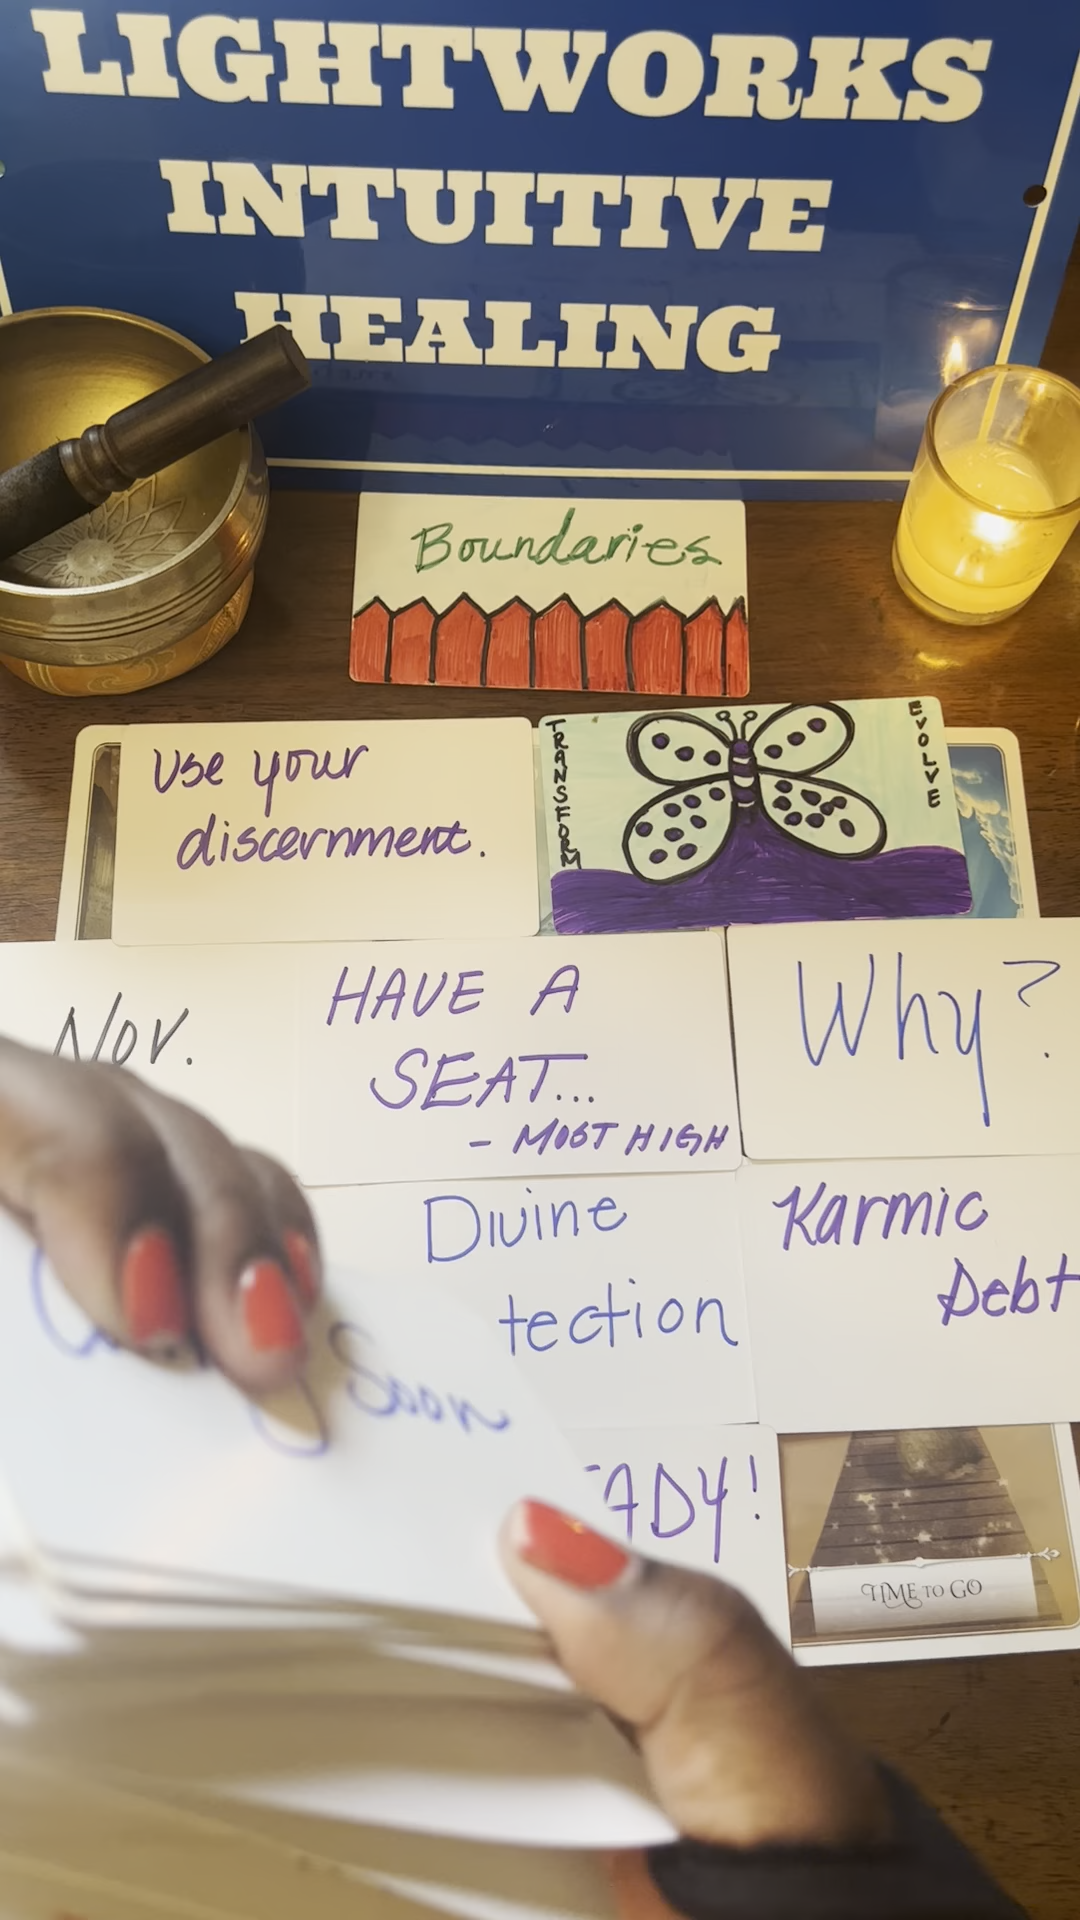 LIGHTWORKS
INTUITIVE
HEALING
Boundaries
Use your
discernment.
TRANSFORM
EVOLVE
Nov.
HAVE A
SEAT...
- MOST HIGH
Why?
Divine
tection
Karmic
Debt
Soon
ADY!
TIME TO GO